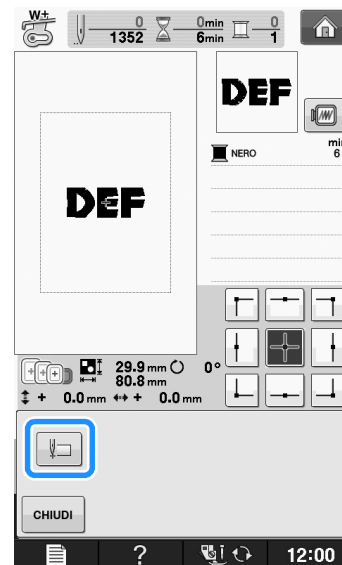 W+
0 0min 0
1352 6min 1
DEF
DEF
NERO
min
6
29.9 mm 0°
80.8 mm
+ 0.0 mm + 0.0 mm
CHIUDI
? 12:00